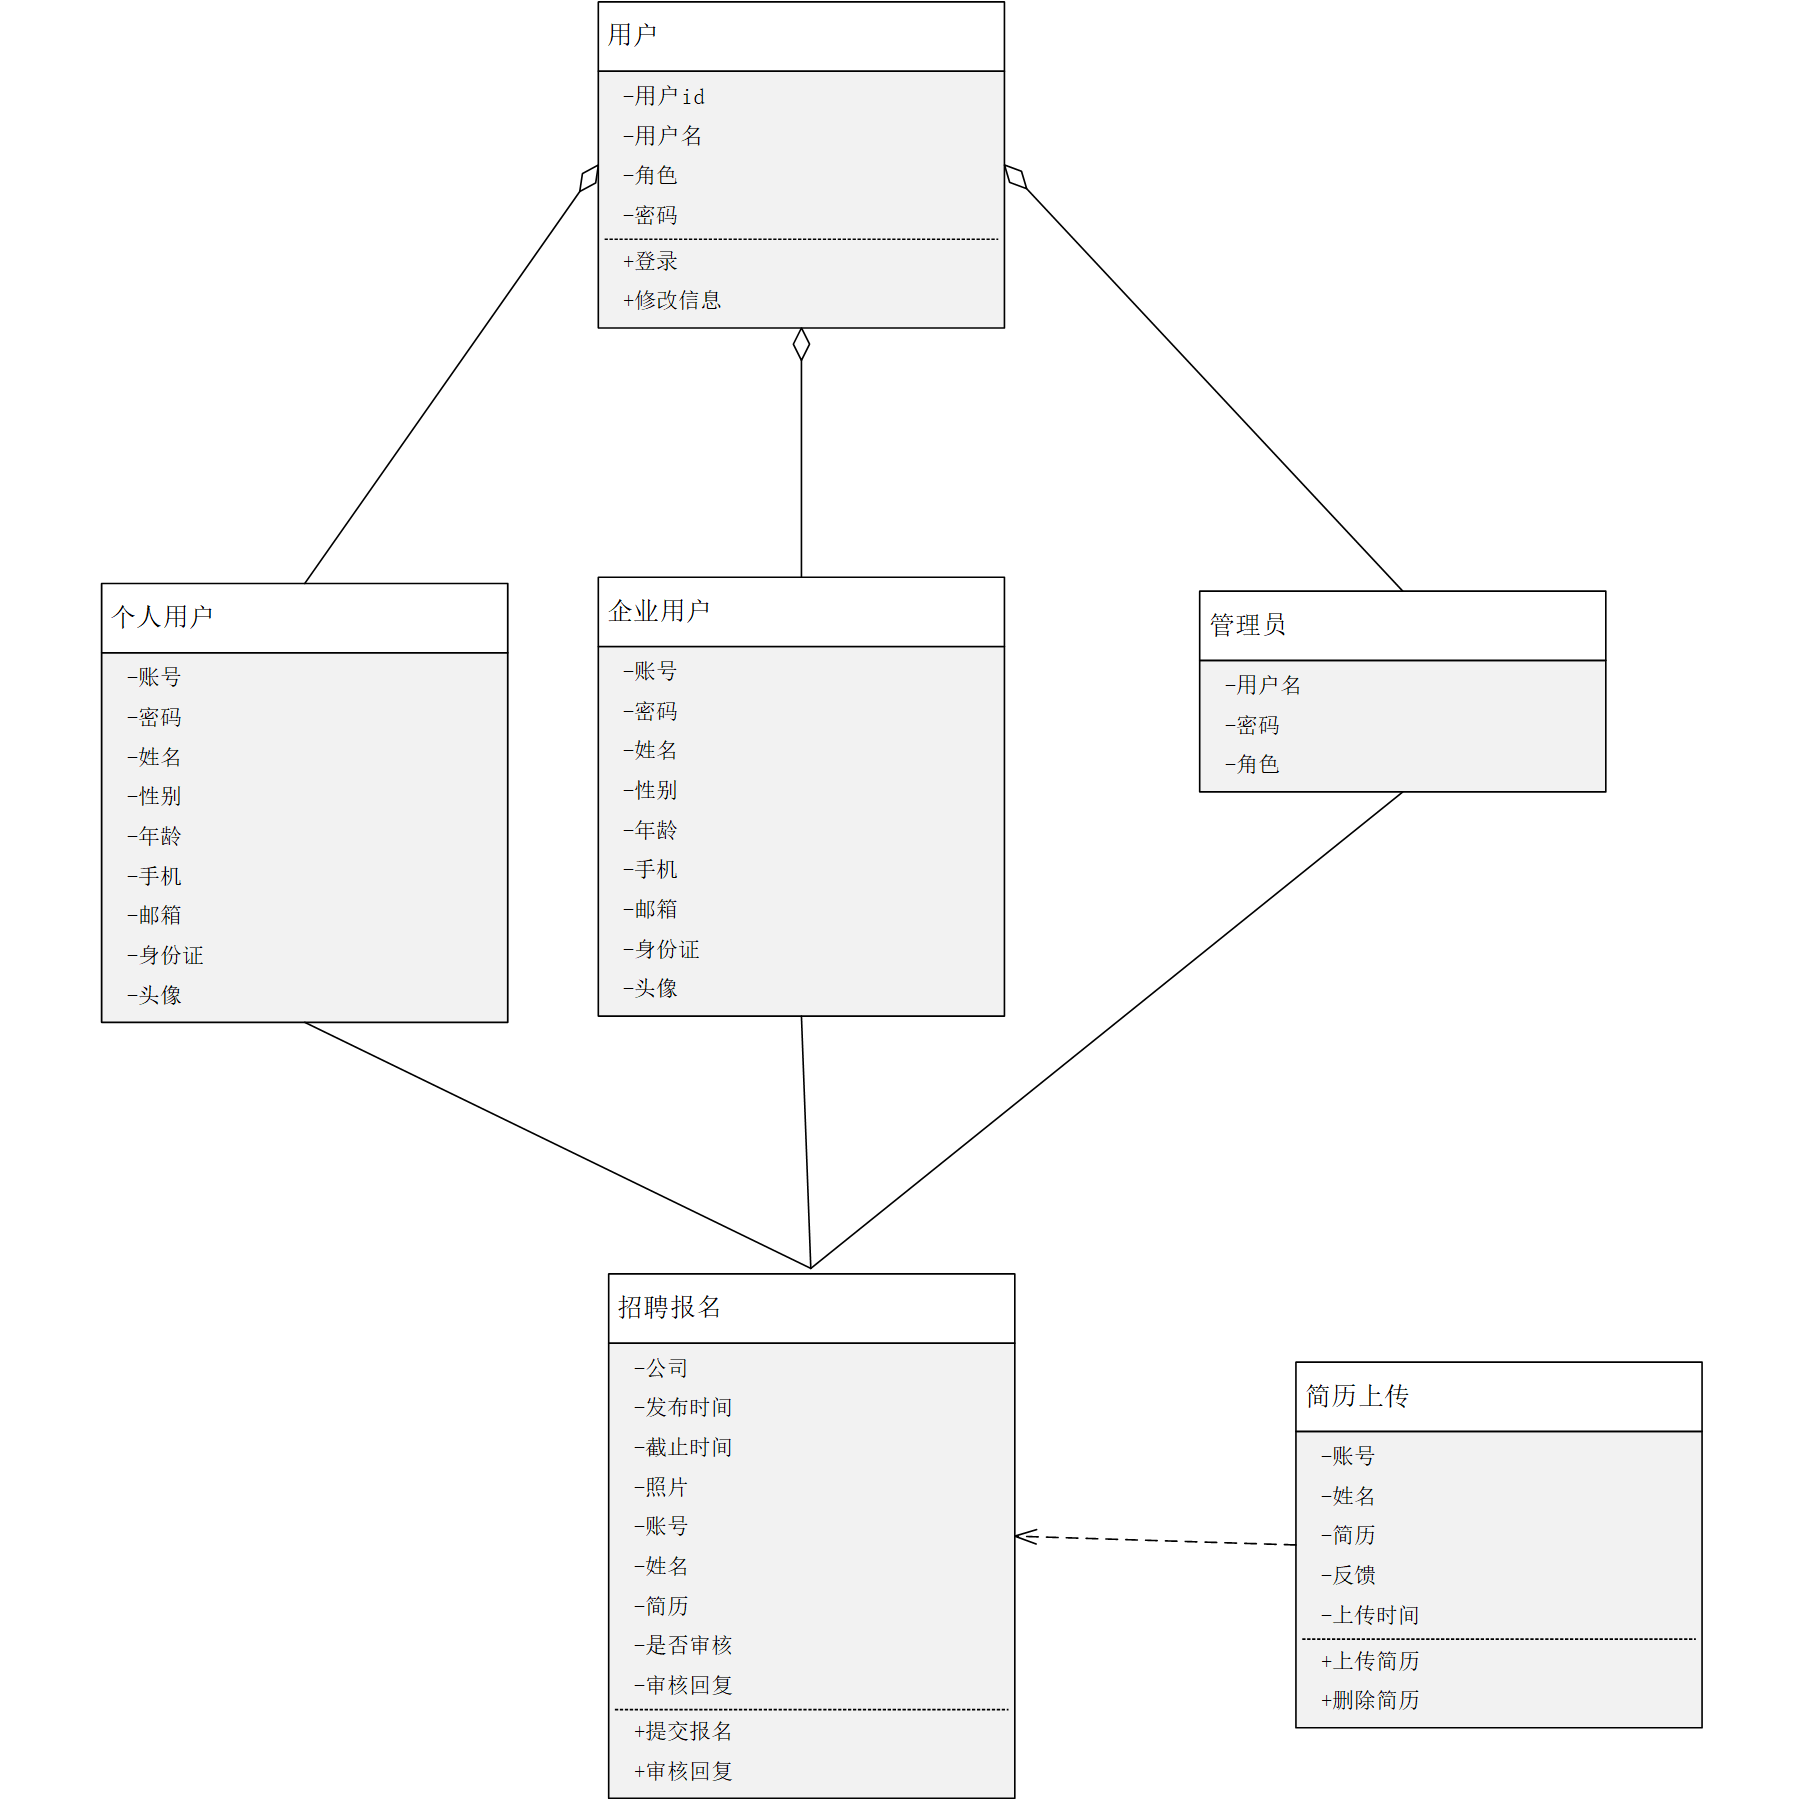 用户
-用户id
-用户名
-角色
-密码
+登录
+修改信息
个人用户
-账号
-密码
-姓名
-性别
-年龄
-手机
-邮箱
-身份证
-头像
企业用户
-账号
-密码
-姓名
-性别
-年龄
-手机
-邮箱
-身份证
-头像
管理员
-用户名
-密码
-角色
招聘报名
-公司
-发布时间
-截止时间
-照片
-账号
-姓名
-简历
-是否审核
-审核回复
+提交报名
+审核回复
简历上传
-账号
-姓名
-简历
-反馈
-上传时间
+上传简历
+删除简历